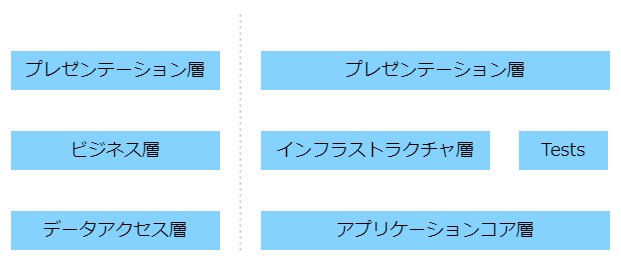 プレゼンテーション層
ビジネス層
データアクセス層
プレゼンテーション層
インフラストラクチャ層
Tests
アプリケーションコア層